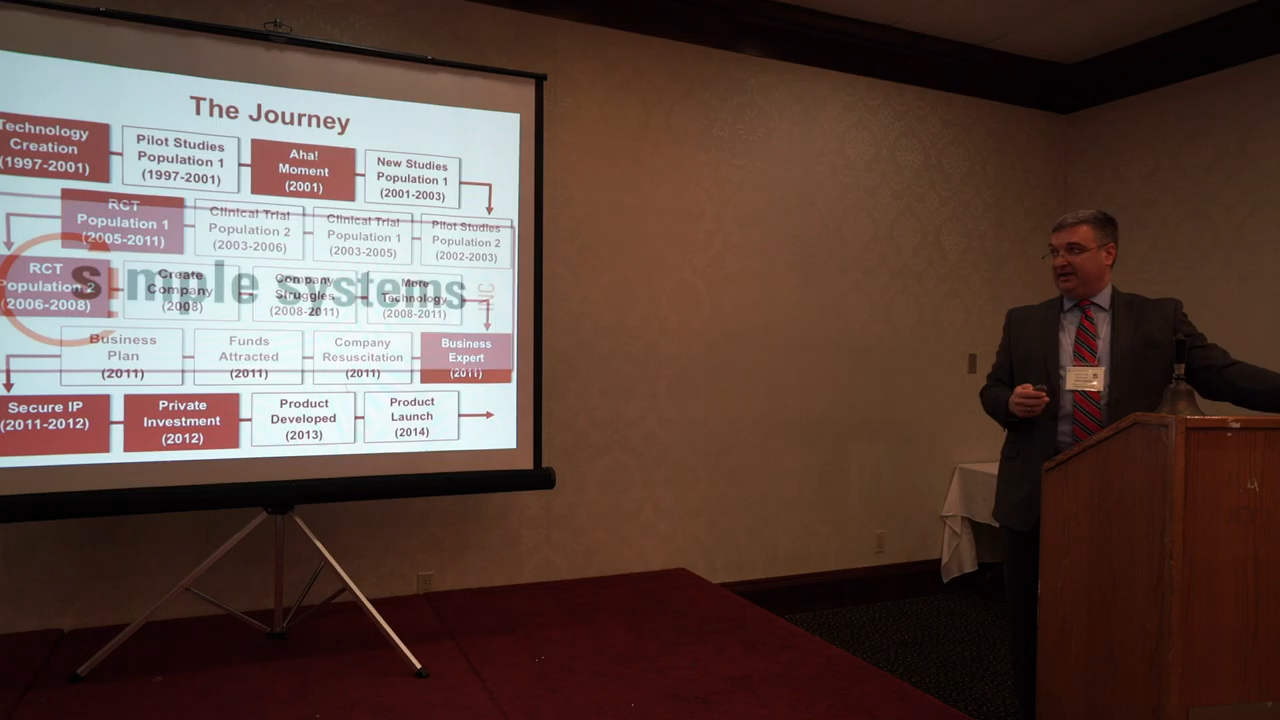 The Journey
Technology
Creation
(1997-2001)
Pilot Studies
Population 1
(1997-2001)
Aha!
Moment
(2001)
New Studies
Population 1
(2001-2003)
RCT
Population 1
(2005-2011)
Clinical Trial
Population 2
(2003-2006)
Clinical Trial
Population 1
(2003-2005)
Pilot Studies
Population 2
(2002-2003)
RCT
Population 2
(2006-2008)
Create
Company
(2008)
Company
Struggles
(2008-2011)
More
Technology
(2008-2011)
simple systems INC
Business
Plan
(2011)
Funds
Attracted
(2011)
Company
Resuscitation
(2011)
Business
Expert
(2011)
Secure IP
(2011-2012)
Private
Investment
(2012)
Product
Developed
(2013)
Product
Launch
(2014)